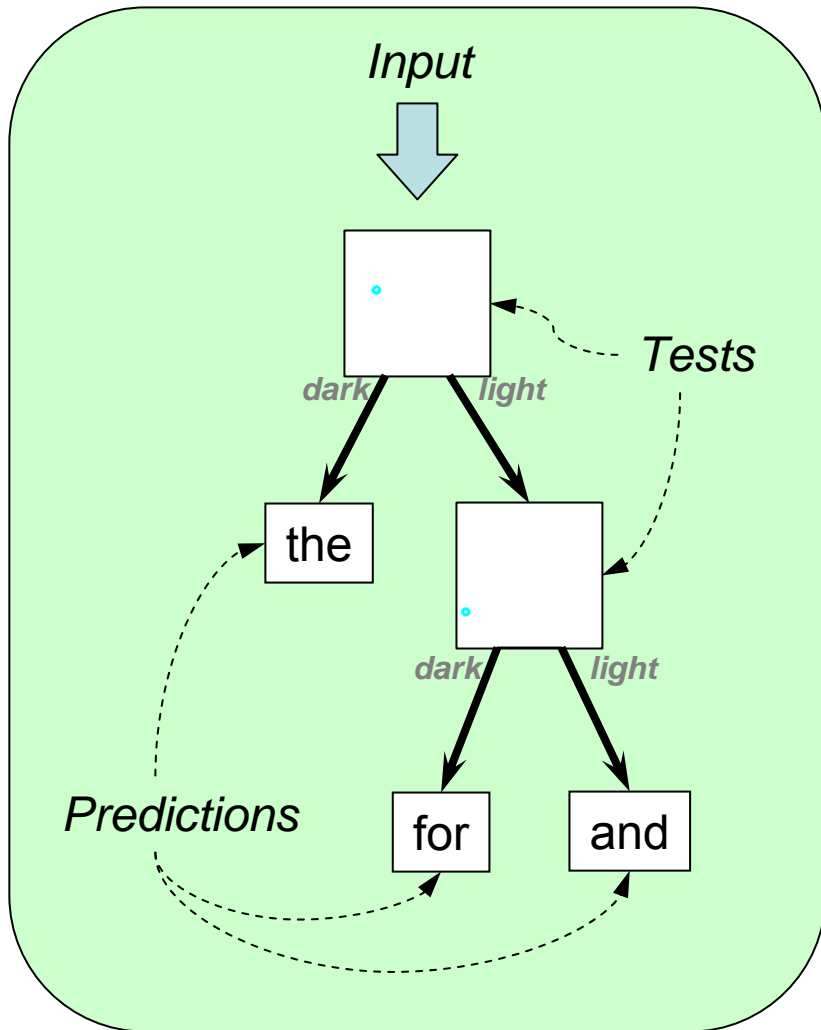 Input
Tests
dark
light
the
dark
light
Predictions
for
and